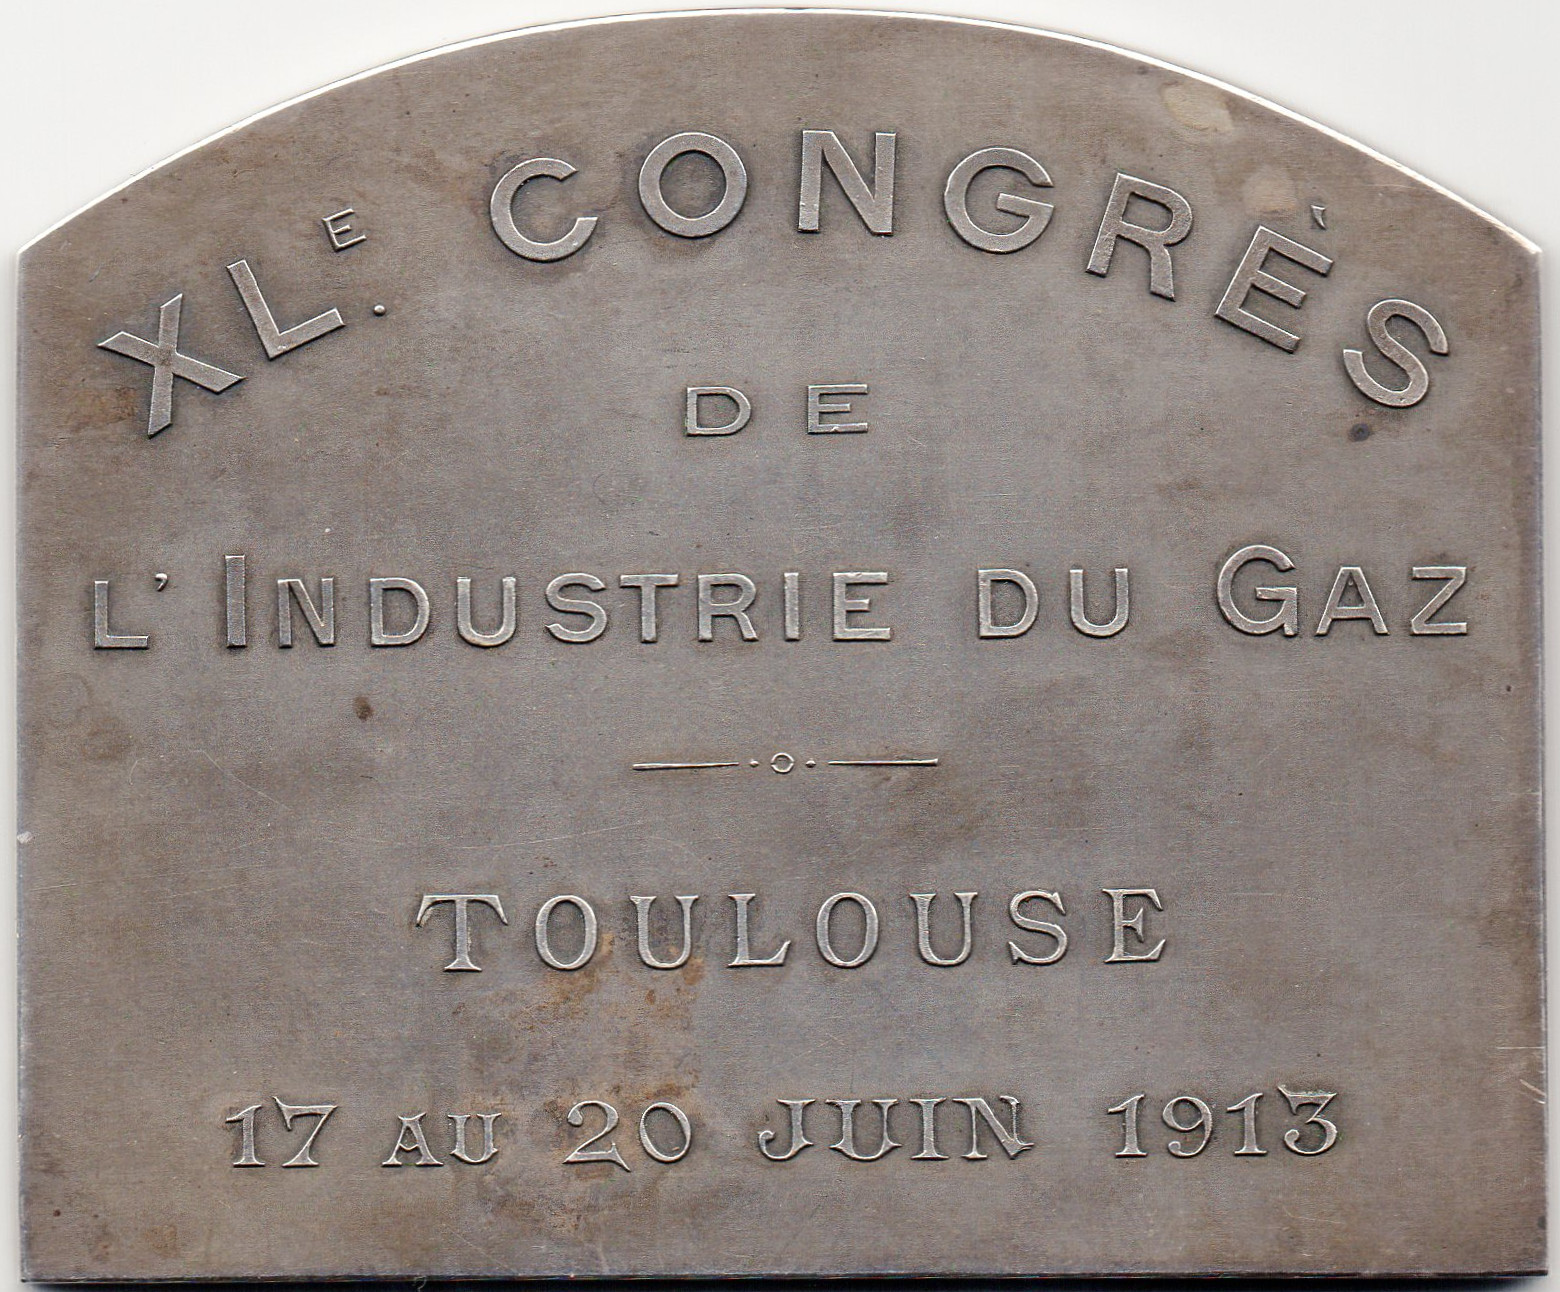 XLE. CONGRÈS
DE
L'INDUSTRIE DU GAZ
TOULOUSE
17 AU 20 JUIN 1913